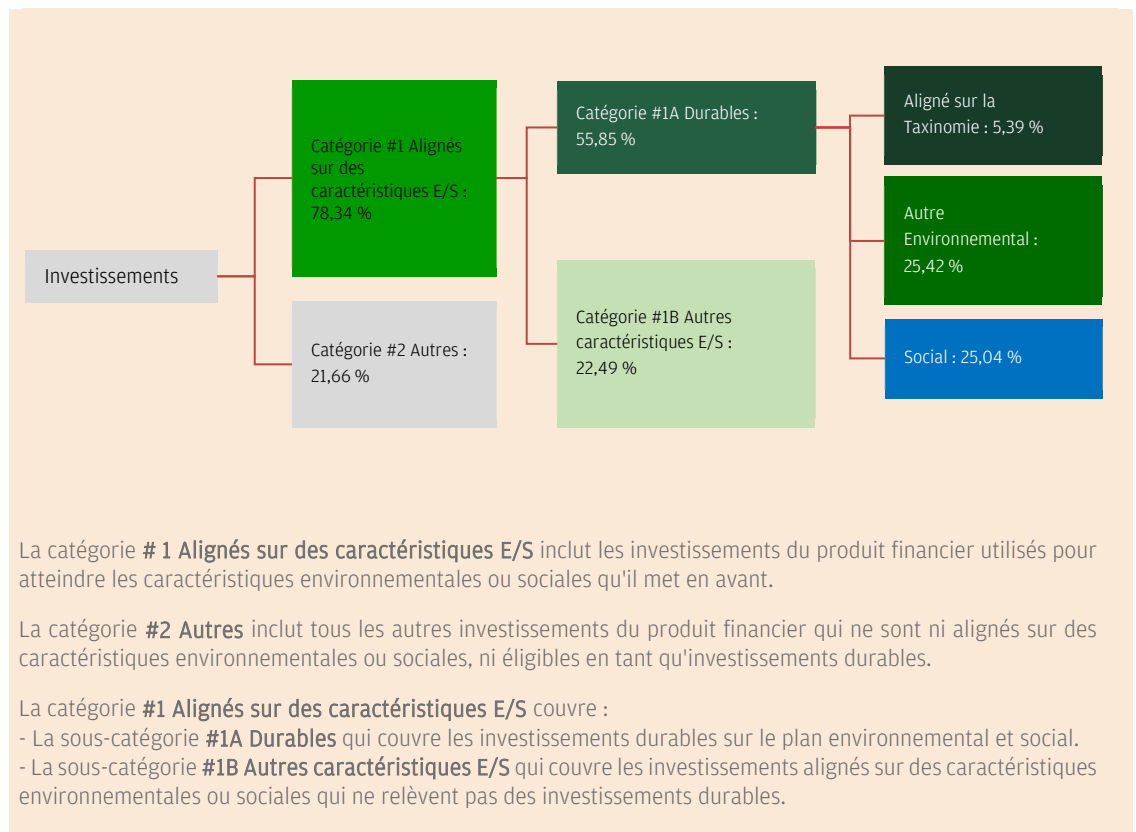 Investissements
Catégorie #1 Alignés
sur des
caractéristiques E/S :
78,34 %
Catégorie #2 Autres :
21,66 %
Catégorie #1A Durables :
55,85 %
Catégorie #1B Autres
caractéristiques E/S :
22,49 %
Aligné sur la
Taxinomie : 5,39 %
Autre
Environnemental :
25,42 %
Social : 25,04 %
La catégorie # 1 Alignés sur des caractéristiques E/S inclut les investissements du produit financier utilisés pour
atteindre les caractéristiques environnementales ou sociales qu'il met en avant.
La catégorie #2 Autres inclut tous les autres investissements du produit financier qui ne sont ni alignés sur des
caractéristiques environnementales ou sociales, ni éligibles en tant qu'investissements durables.
La catégorie #1 Alignés sur des caractéristiques E/S couvre :
- La sous-catégorie #1A Durables qui couvre les investissements durables sur le plan environnemental et social.
- La sous-catégorie #1B Autres caractéristiques E/S qui couvre les investissements alignés sur des caractéristiques
environnementales ou sociales qui ne relèvent pas des investissements durables.